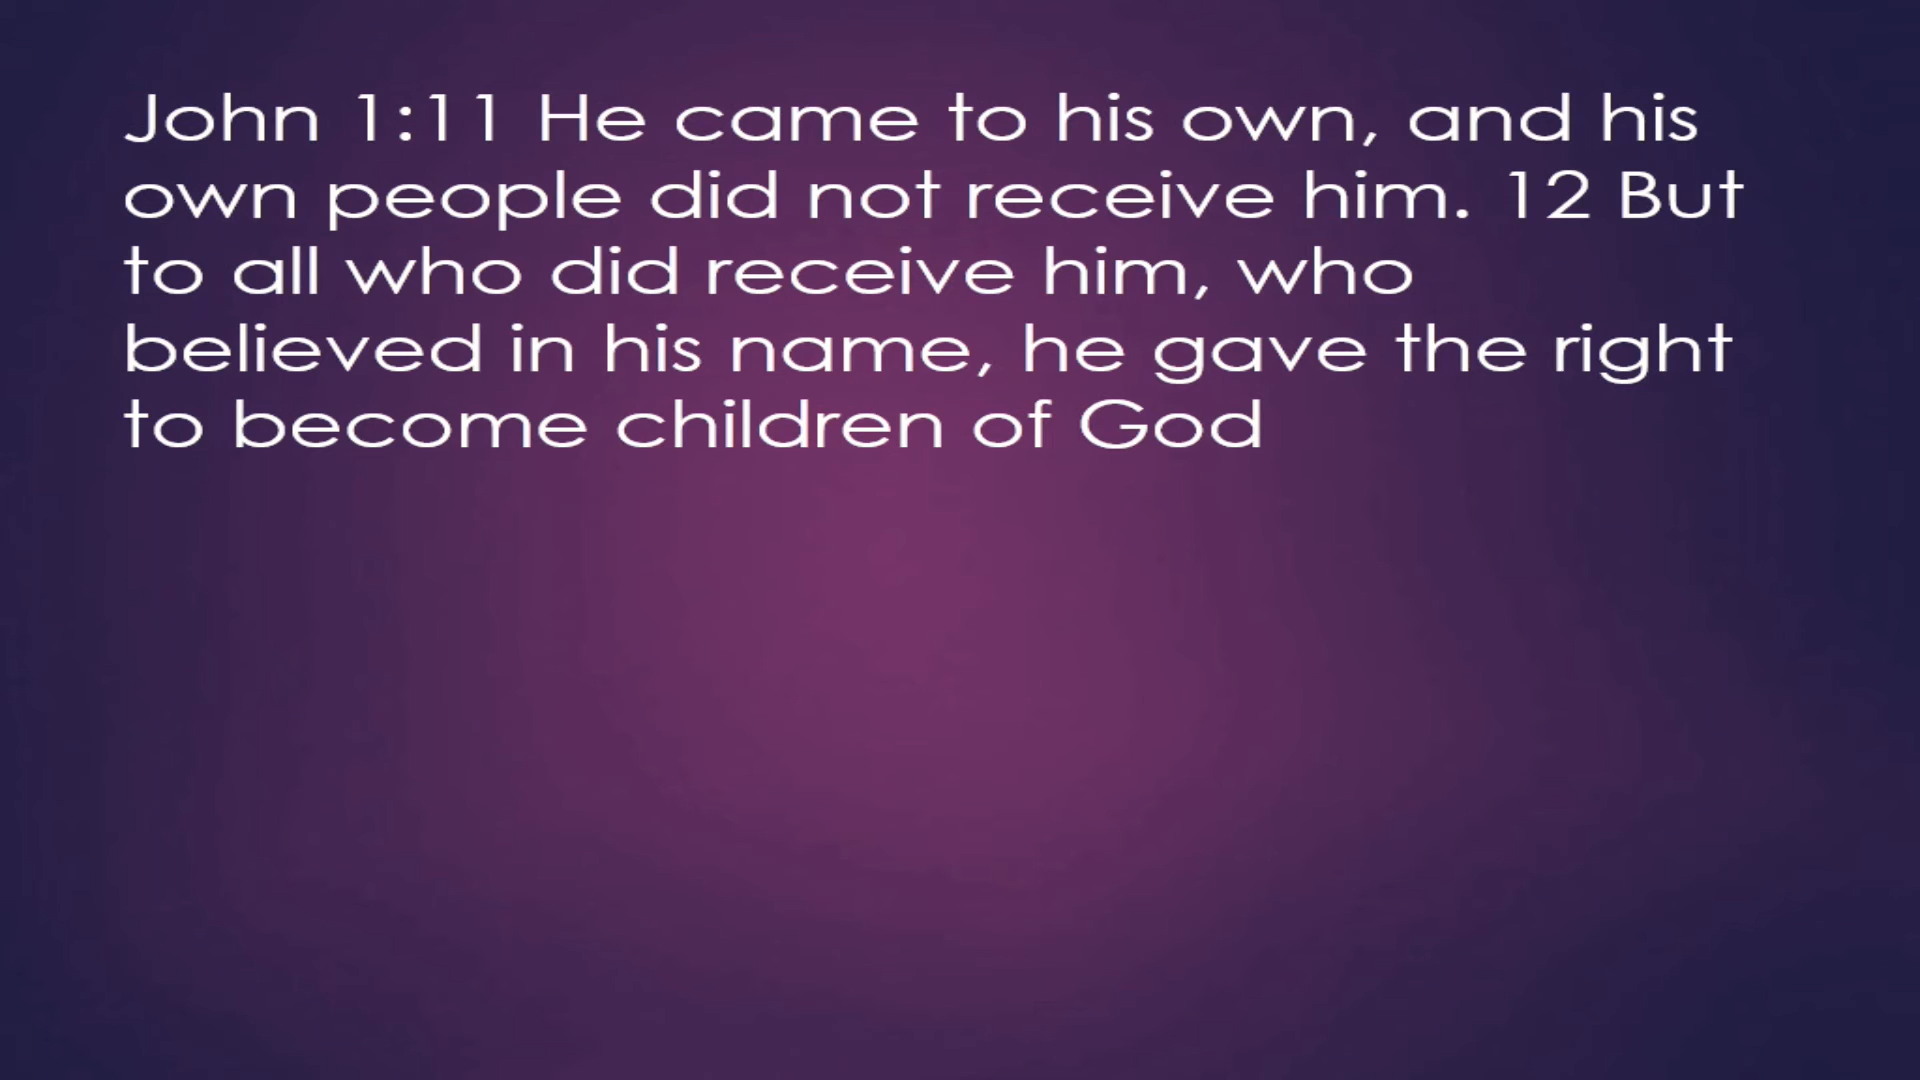 John 1:11 He came to his own, and his
own people did not receive him. 12 But
to all who did receive him, who
believed in his name, he gave the right
to become children of God